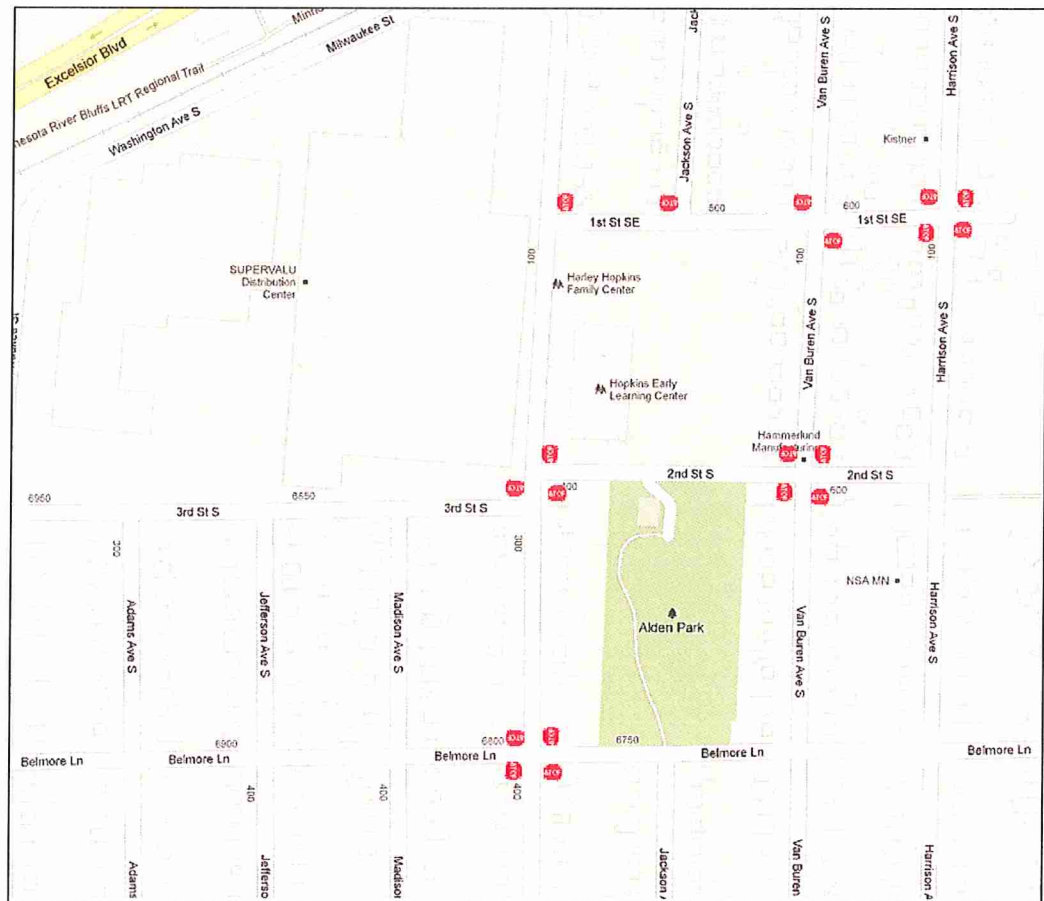 Excelsior Blvd
Minn
Milwaukee St
nesota River Bluffs LRT Regional Trail
Washington Ave S
Jack
Jackson Ave S
Van Buren Ave S
Harrison Ave S
Kistner
500
600
1st St SE
1st St SE
100
100
100
SUPERVALU
Distribution
Center
Harley Hopkins
Family Center
Van Buren Ave S
Harrison Ave S
Hopkins Early
Learning Center
Hammerlund
Manufacturing
2nd St S
2nd St S
6950
6850
400
600
3rd St S
3rd St S
300
300
NSA MN
Adams Ave S
Jefferson Ave S
Madison Ave S
Alden Park
Van Buren Ave S
Harrison Ave S
6900
6800
6750
Belmore Ln
Belmore Ln
Belmore Ln
Belmore Ln
Belmore Ln
400
400
400
Adams
Jefferso
Madison
Jackson A
Van Buren
Harrison A